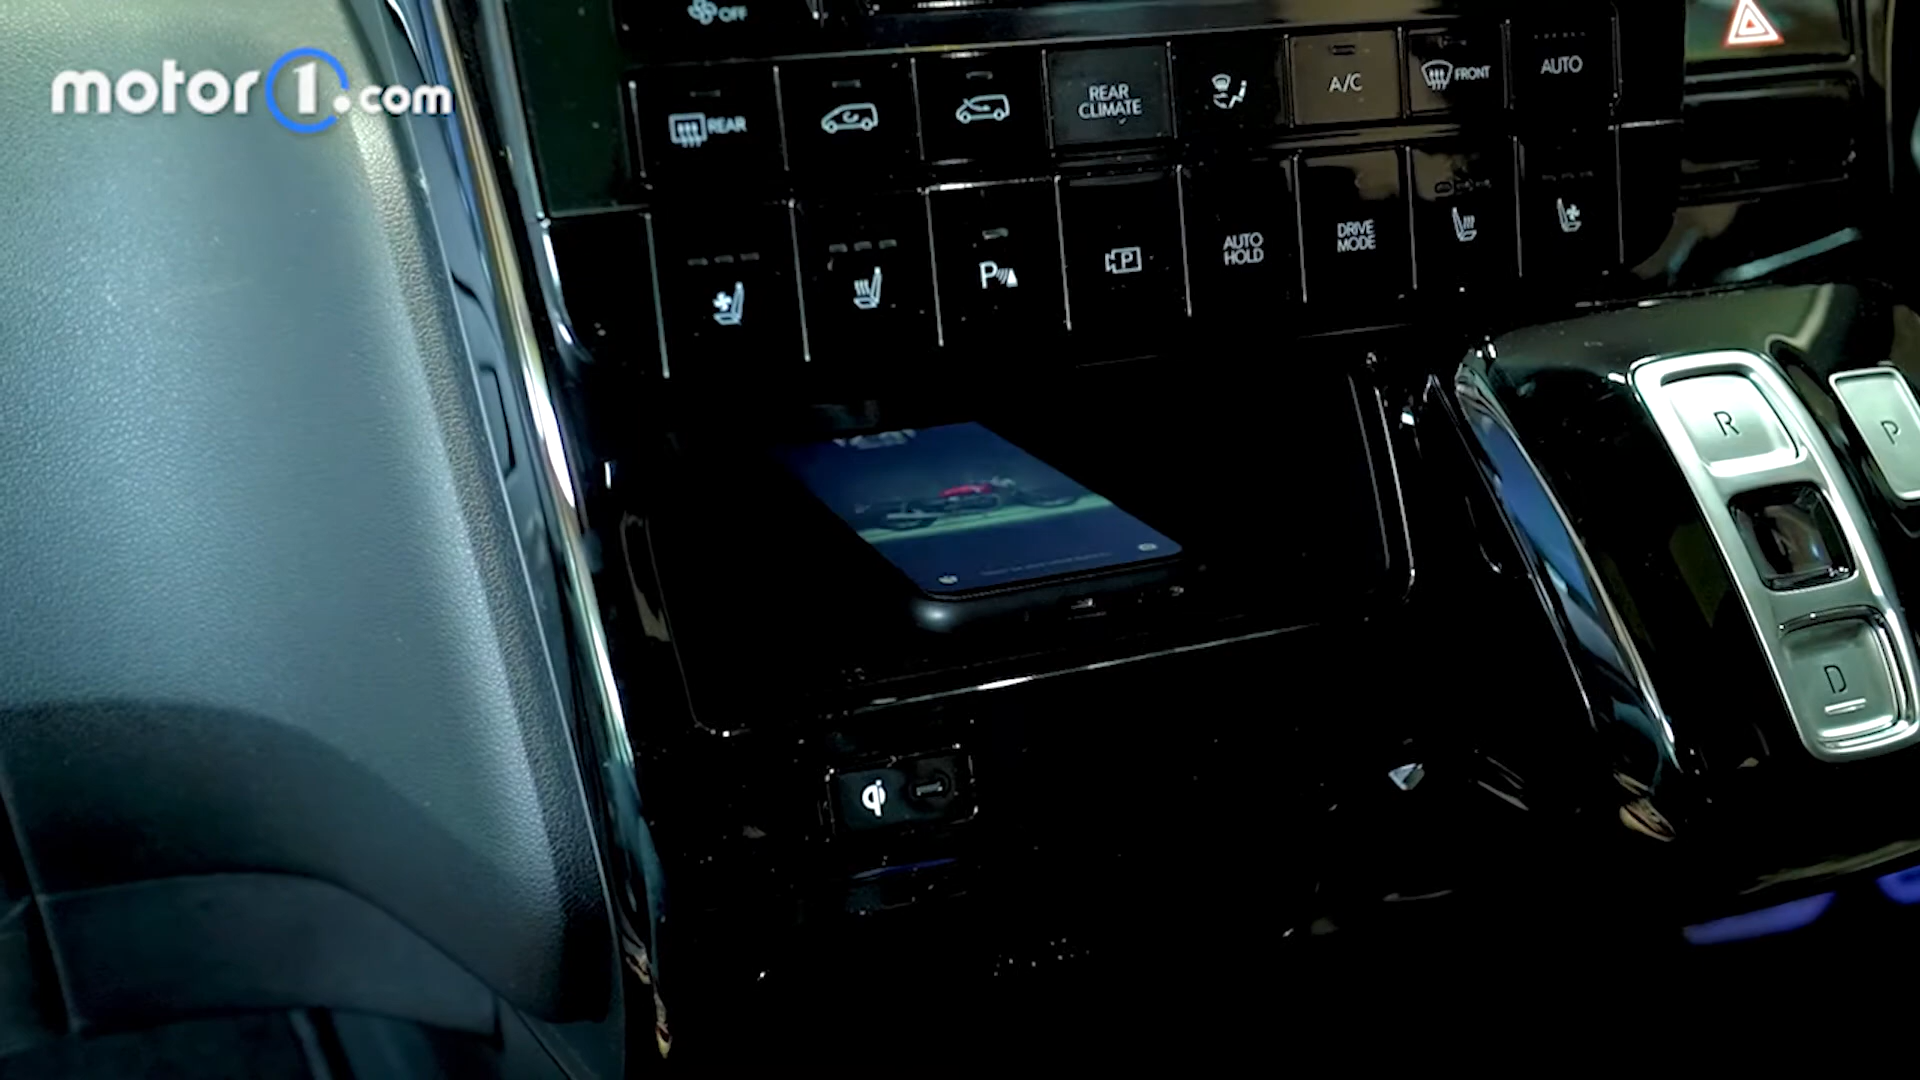 motor1.com
OFF
REAR
REAR
CLIMATE
A/C
FRONT
AUTO
P
P
AUTO
HOLD
DRIVE
MODE
R
P
D